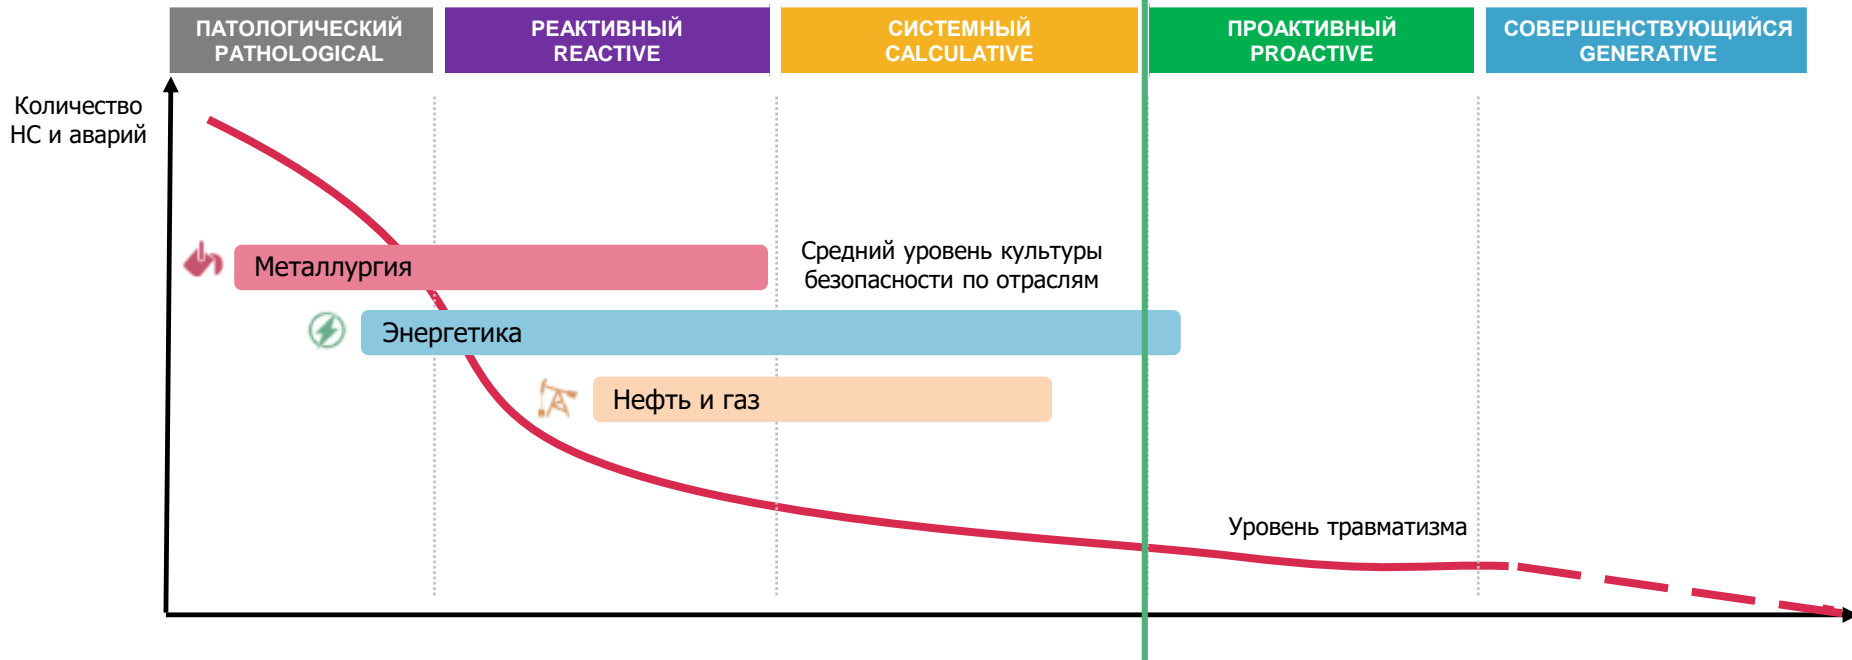 ПАТОЛОГИЧЕСКИЙ
PATHOLOGICAL
РЕАКТИВНЫЙ
REACTIVE
СИСТЕМНЫЙ
CALCULATIVE
ПРОАКТИВНЫЙ
PROACTIVE
СОВЕРШЕНСТВУЮЩИЙСЯ
GENERATIVE
Количество
НС и аварий
Металлургия
Средний уровень культуры
безопасности по отраслям
Энергетика
Нефть и газ
Уровень травматизма